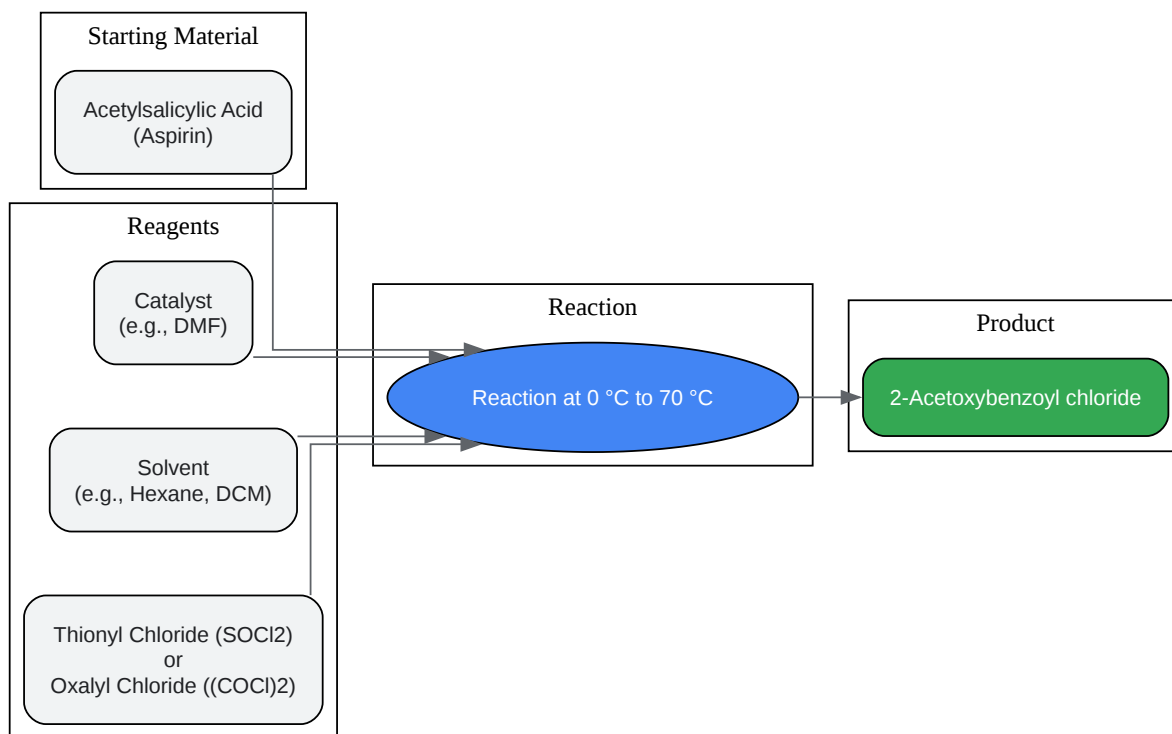 Starting Material
Acetylsalicylic Acid
(Aspirin)
Reagents
Catalyst
(e.g., DMF)
Solvent
(e.g., Hexane, DCM)
Thionyl Chloride (SOCl2)
or
Oxalyl Chloride ((COCl)2)
Reaction
Reaction at 0 °C to 70 °C
Product
2-Acetoxybenzoyl chloride